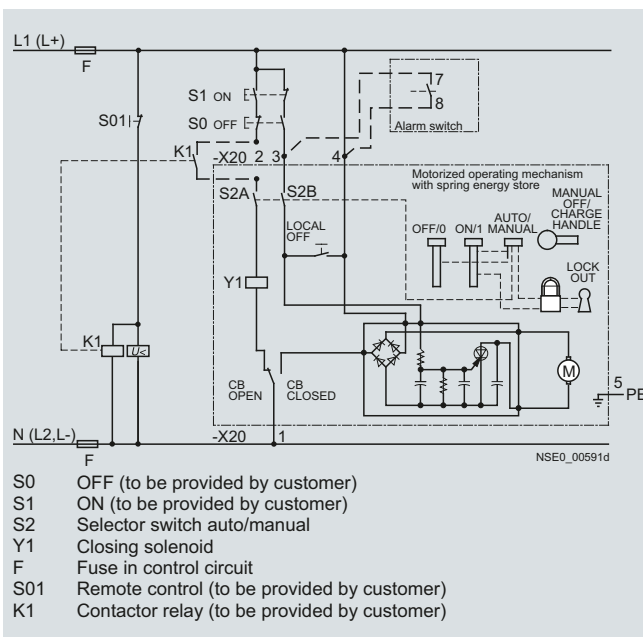 L1 (L+)
F
S01
S1 ON
S0 OFF
K1
-X20 2 3 4
7
8
Alarm switch
Motorized operating mechanism
with spring energy store
S2A
S2B
LOCAL
OFF
OFF/0
ON/1
AUTO/
MANUAL
MANUAL
OFF/
CHARGE
HANDLE
LOCK
OUT
Y1
K1
U<
CB
OPEN
CB
CLOSED
M
5
PE
N (L2,L-)
F
-X20 1
NSE0_00591d
S0 OFF (to be provided by customer)
S1 ON (to be provided by customer)
S2 Selector switch auto/manual
Y1 Closing solenoid
F Fuse in control circuit
S01 Remote control (to be provided by customer)
K1 Contactor relay (to be provided by customer)